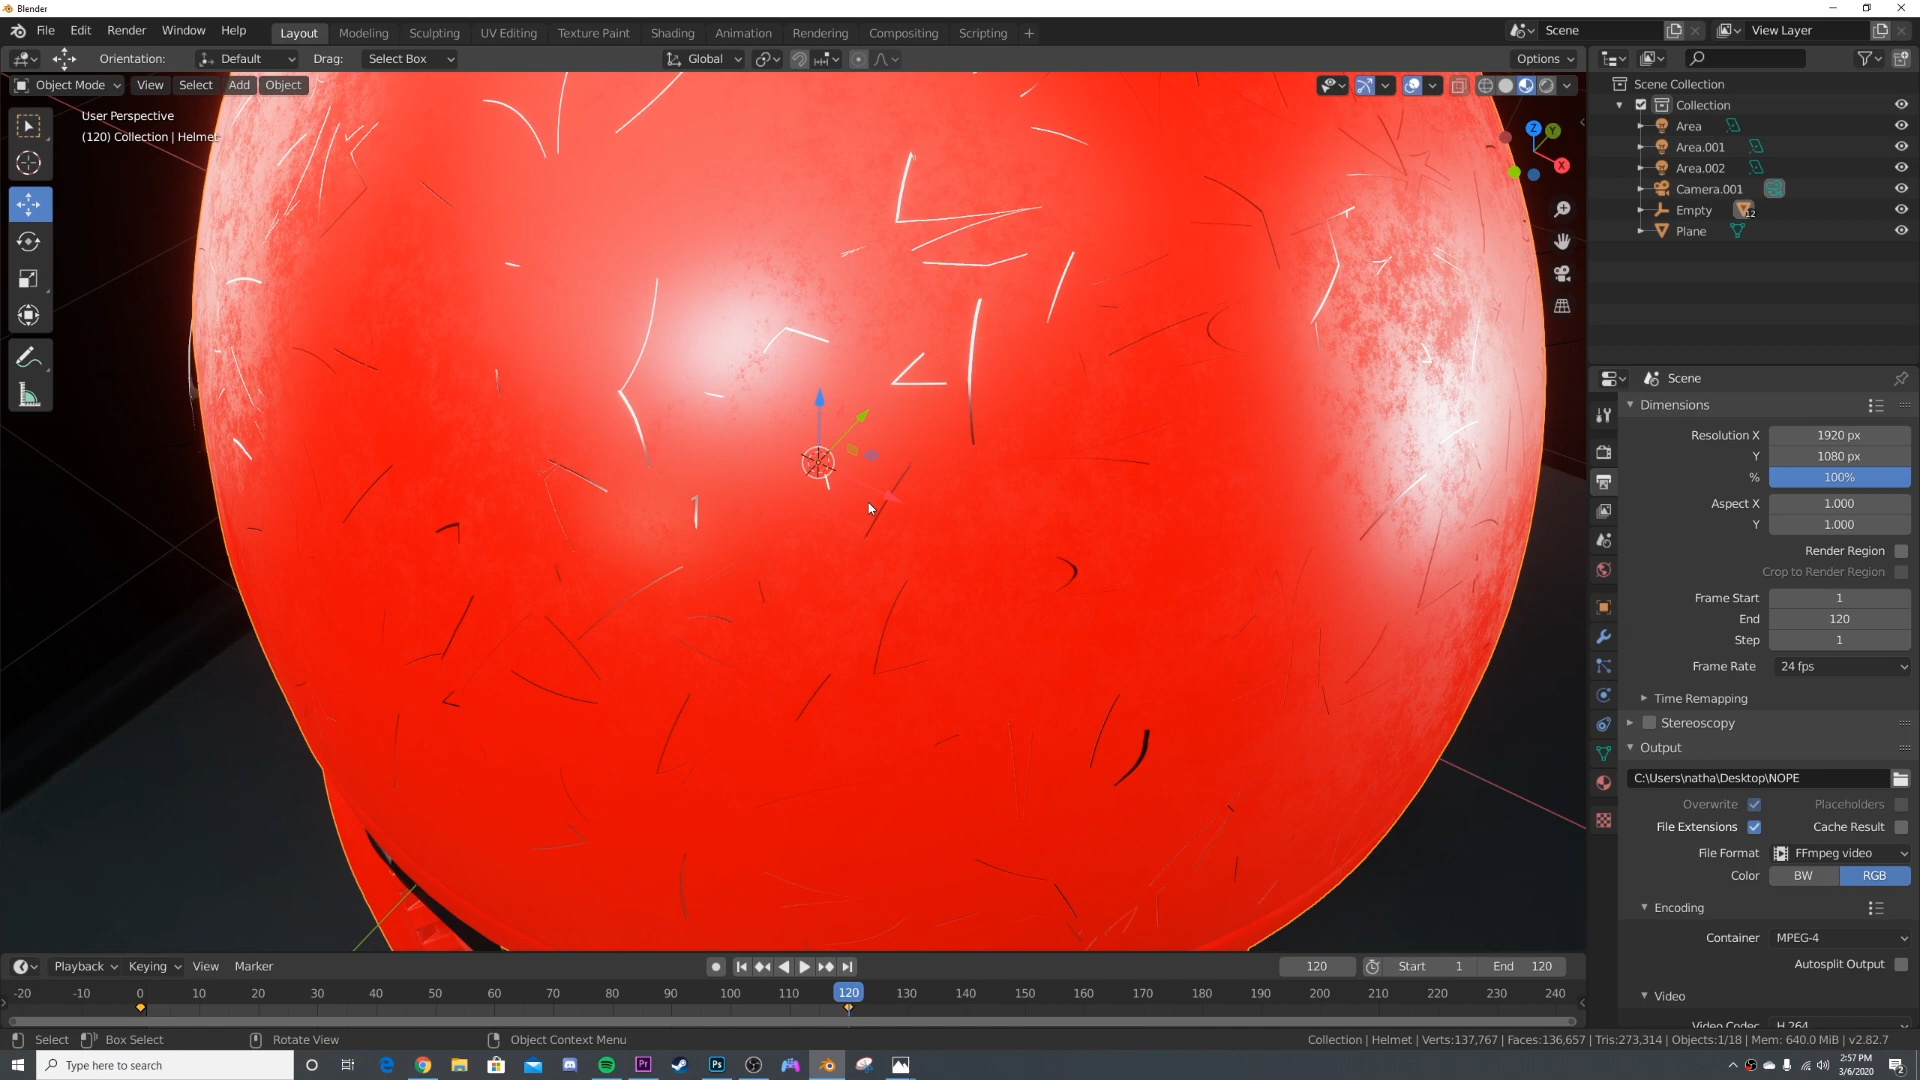 Blender
File Edit Render Window Help Layout Modeling Sculpting UV Editing Texture Paint Shading Animation Rendering Compositing Scripting + Scene View Layer
Orientation: Default Drag: Select Box Global Options
Object Mode View Select Add Object
User Perspective
(120) Collection | Helmet
Z Y X
Scene Collection
Collection
Area
Area.001
Area.002
Camera.001
Empty 12
Plane
Scene
Dimensions
Resolution X 1920 px
Y 1080 px
% 100%
Aspect X 1.000
Y 1.000
Render Region
Crop to Render Region
Frame Start 1
End 120
Step 1
Frame Rate 24 fps
Time Remapping
Stereoscopy
Output
C:\Users\natha\Desktop\NOPE
Overwrite Placeholders
File Extensions Cache Result
File Format FFmpeg video
Color BW RGB
Encoding
Container MPEG-4
Autosplit Output
Video
Video Codec H.264
Playback Keying View Marker 120 Start 1 End 120
-20 -10 0 10 20 30 40 50 60 70 80 90 100 110 120 130 140 150 160 170 180 190 200 210 220 230 240
Select Box Select Rotate View Object Context Menu Collection | Helmet | Verts:137,767 | Faces:136,657 | Tris:273,314 | Objects:1/18 | Mem: 640.0 MiB | v2.82.7
Type here to search
Pr Ps
2:57 PM
3/6/2020
2